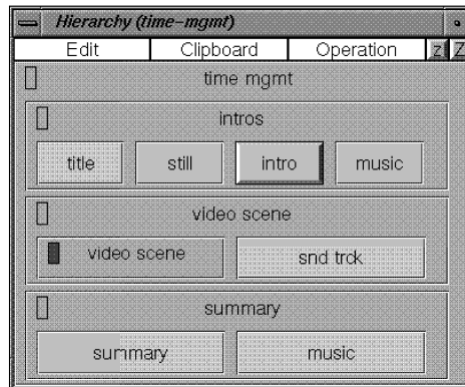 Hierarchy (time-mgmt)
Edit Clipboard Operation z Z
time mgmt
intros
title still intro music
video scene
video scene snd trck
summary
summary music